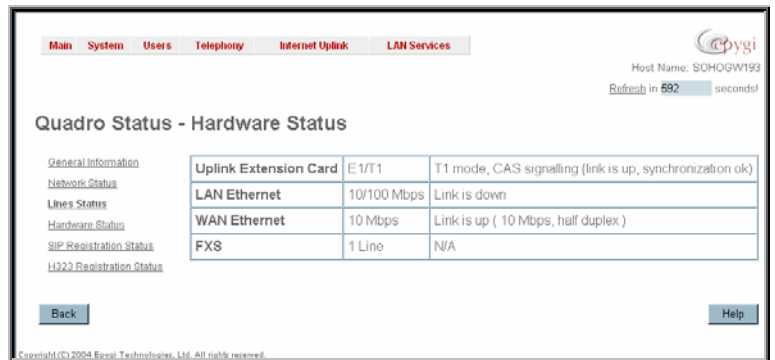 Main System Users Telephony Internet Uplink LAN Services
epygi
Host Name: SOHOGW193
Refresh in 592 seconds!
Quadro Status - Hardware Status
General Information
Network Status
Lines Status
Hardware Status
SIP Registration Status
H323 Registration Status
Uplink Extension Card E1/T1 T1 mode, CAS signalling (link is up, synchronization ok)
LAN Ethernet 10/100 Mbps Link is down
WAN Ethernet 10 Mbps Link is up ( 10 Mbps, half duplex )
FXS 1 Line N/A
Back
Help
Copyright (C) 2004 Epygi Technologies, Ltd. All rights reserved.